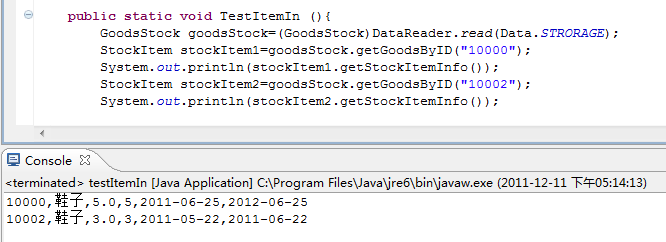 public static void TestItemIn (){
GoodsStock goodsStock=(GoodsStock)DataReader.read(Data.STRORAGE);
StockItem stockItem1=goodsStock.getGoodsByID("10000");
System.out.println(stockItem1.getStockItemInfo());
StockItem stockItem2=goodsStock.getGoodsByID("10002");
System.out.println(stockItem2.getStockItemInfo());
Console
<terminated> testItemIn [Java Application] C:\Program Files\Java\jre6\bin\javaw.exe (2011-12-11 下午05:14:13)
10000,鞋子,5.0,5,2011-06-25,2012-06-25
10002,鞋子,3.0,3,2011-05-22,2011-06-22